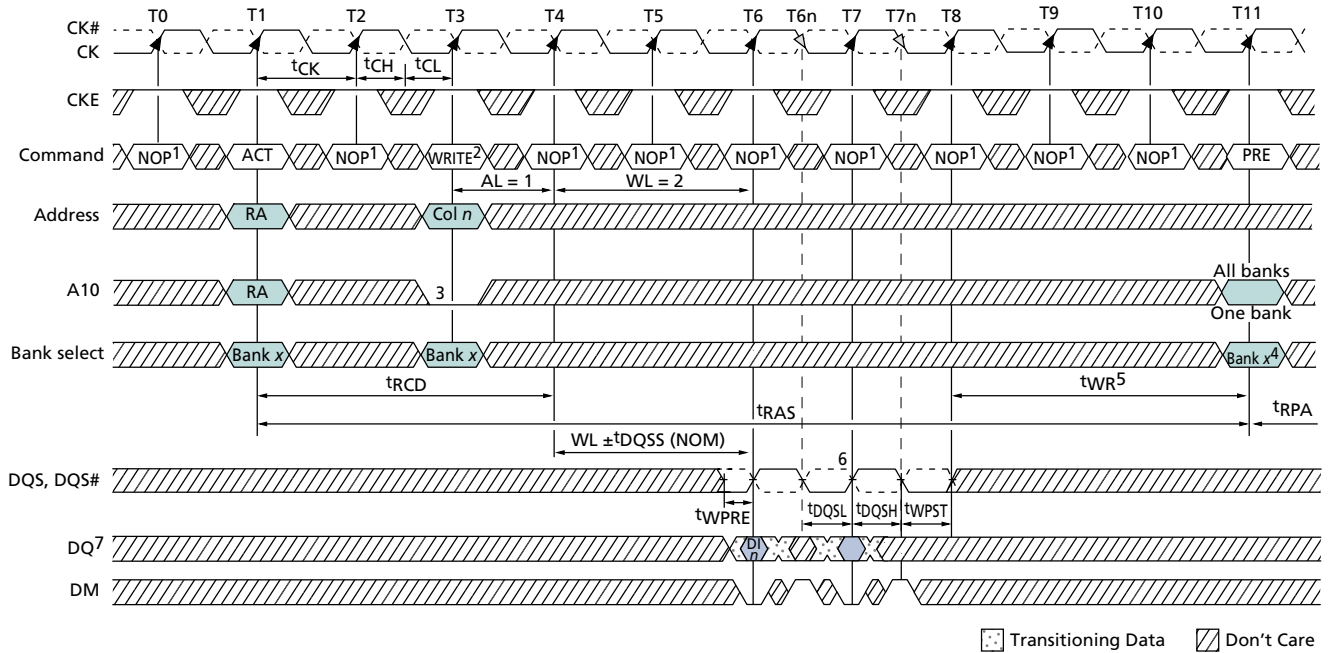 T0 T1 T2 T3 T4 T5 T6 T6n T7 T7n T8 T9 T10 T11
CK#
CK
tCK tCH tCL
CKE
Command NOP1 ACT NOP1 WRITE2 NOP1 NOP1 NOP1 NOP1 NOP1 NOP1 NOP1 PRE
AL = 1 WL = 2
Address RA Col n
All banks
A10 RA 3
One bank
Bank select Bank x Bank x Bank x4
tRCD tWR5
tRAS tRPA
WL ±tDQSS (NOM)
6
DQS, DQS#
tWPRE tDQSL tDQSH tWPST
DQ7 DI
n
DM
Transitioning Data Don't Care